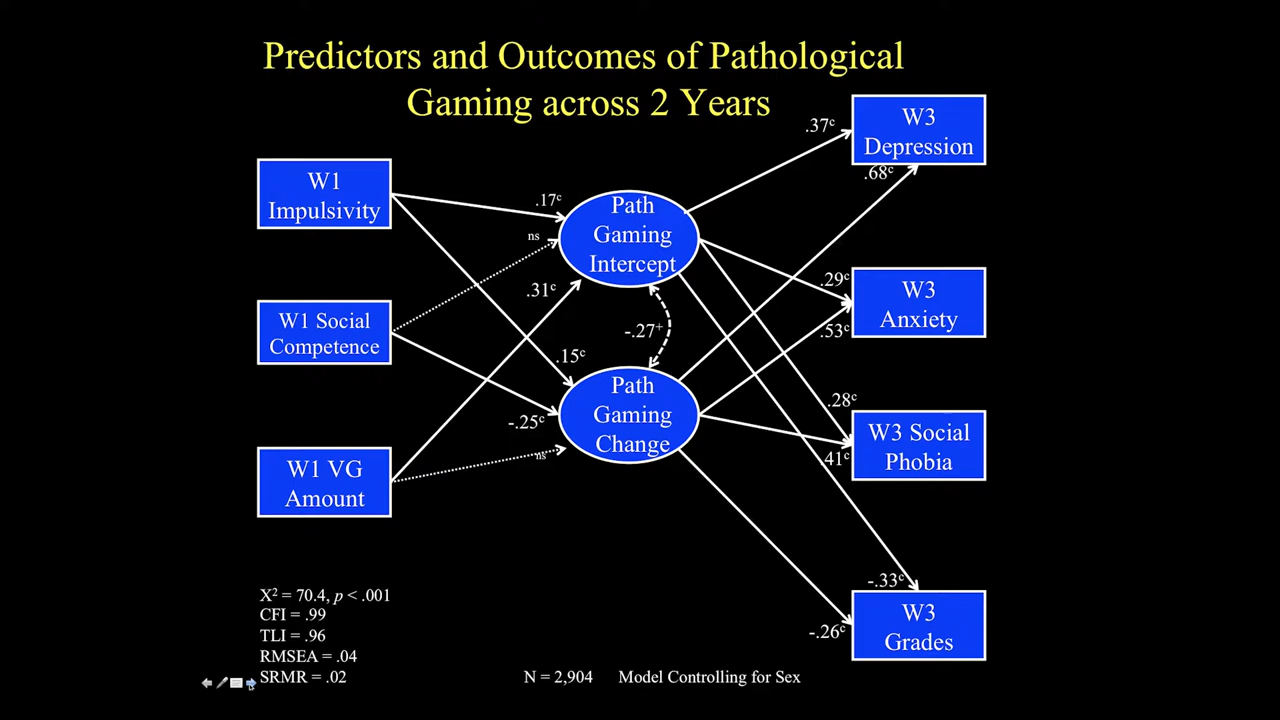 Predictors and Outcomes of Pathological
Gaming across 2 Years
W1
Impulsivity
W1 Social
Competence
W1 VG
Amount
.17ᶜ
ns
.31ᶜ
.15ᶜ
-.25ᶜ
ns
Path
Gaming
Intercept
-.27⁺
Path
Gaming
Change
.37ᶜ
.68ᶜ
.29ᶜ
.53ᶜ
.28ᶜ
.41ᶜ
-.33ᶜ
-.26ᶜ
W3
Depression
W3
Anxiety
W3 Social
Phobia
W3
Grades
X² = 70.4, p < .001
CFI = .99
TLI = .96
RMSEA = .04
SRMR = .02
N = 2,904 Model Controlling for Sex